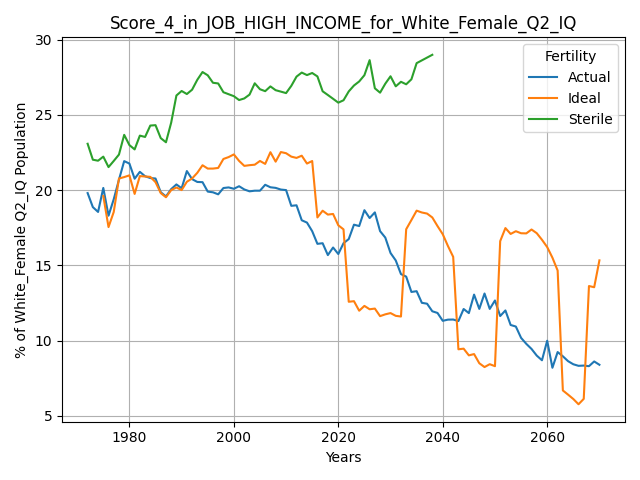 Score_4_in_JOB_HIGH_INCOME_for_White_Female_Q2_IQ
% of White_Female Q2_IQ Population
30
25
20
15
10
5
Fertility
Actual
Ideal
Sterile
1980
2000
2020
2040
2060
Years